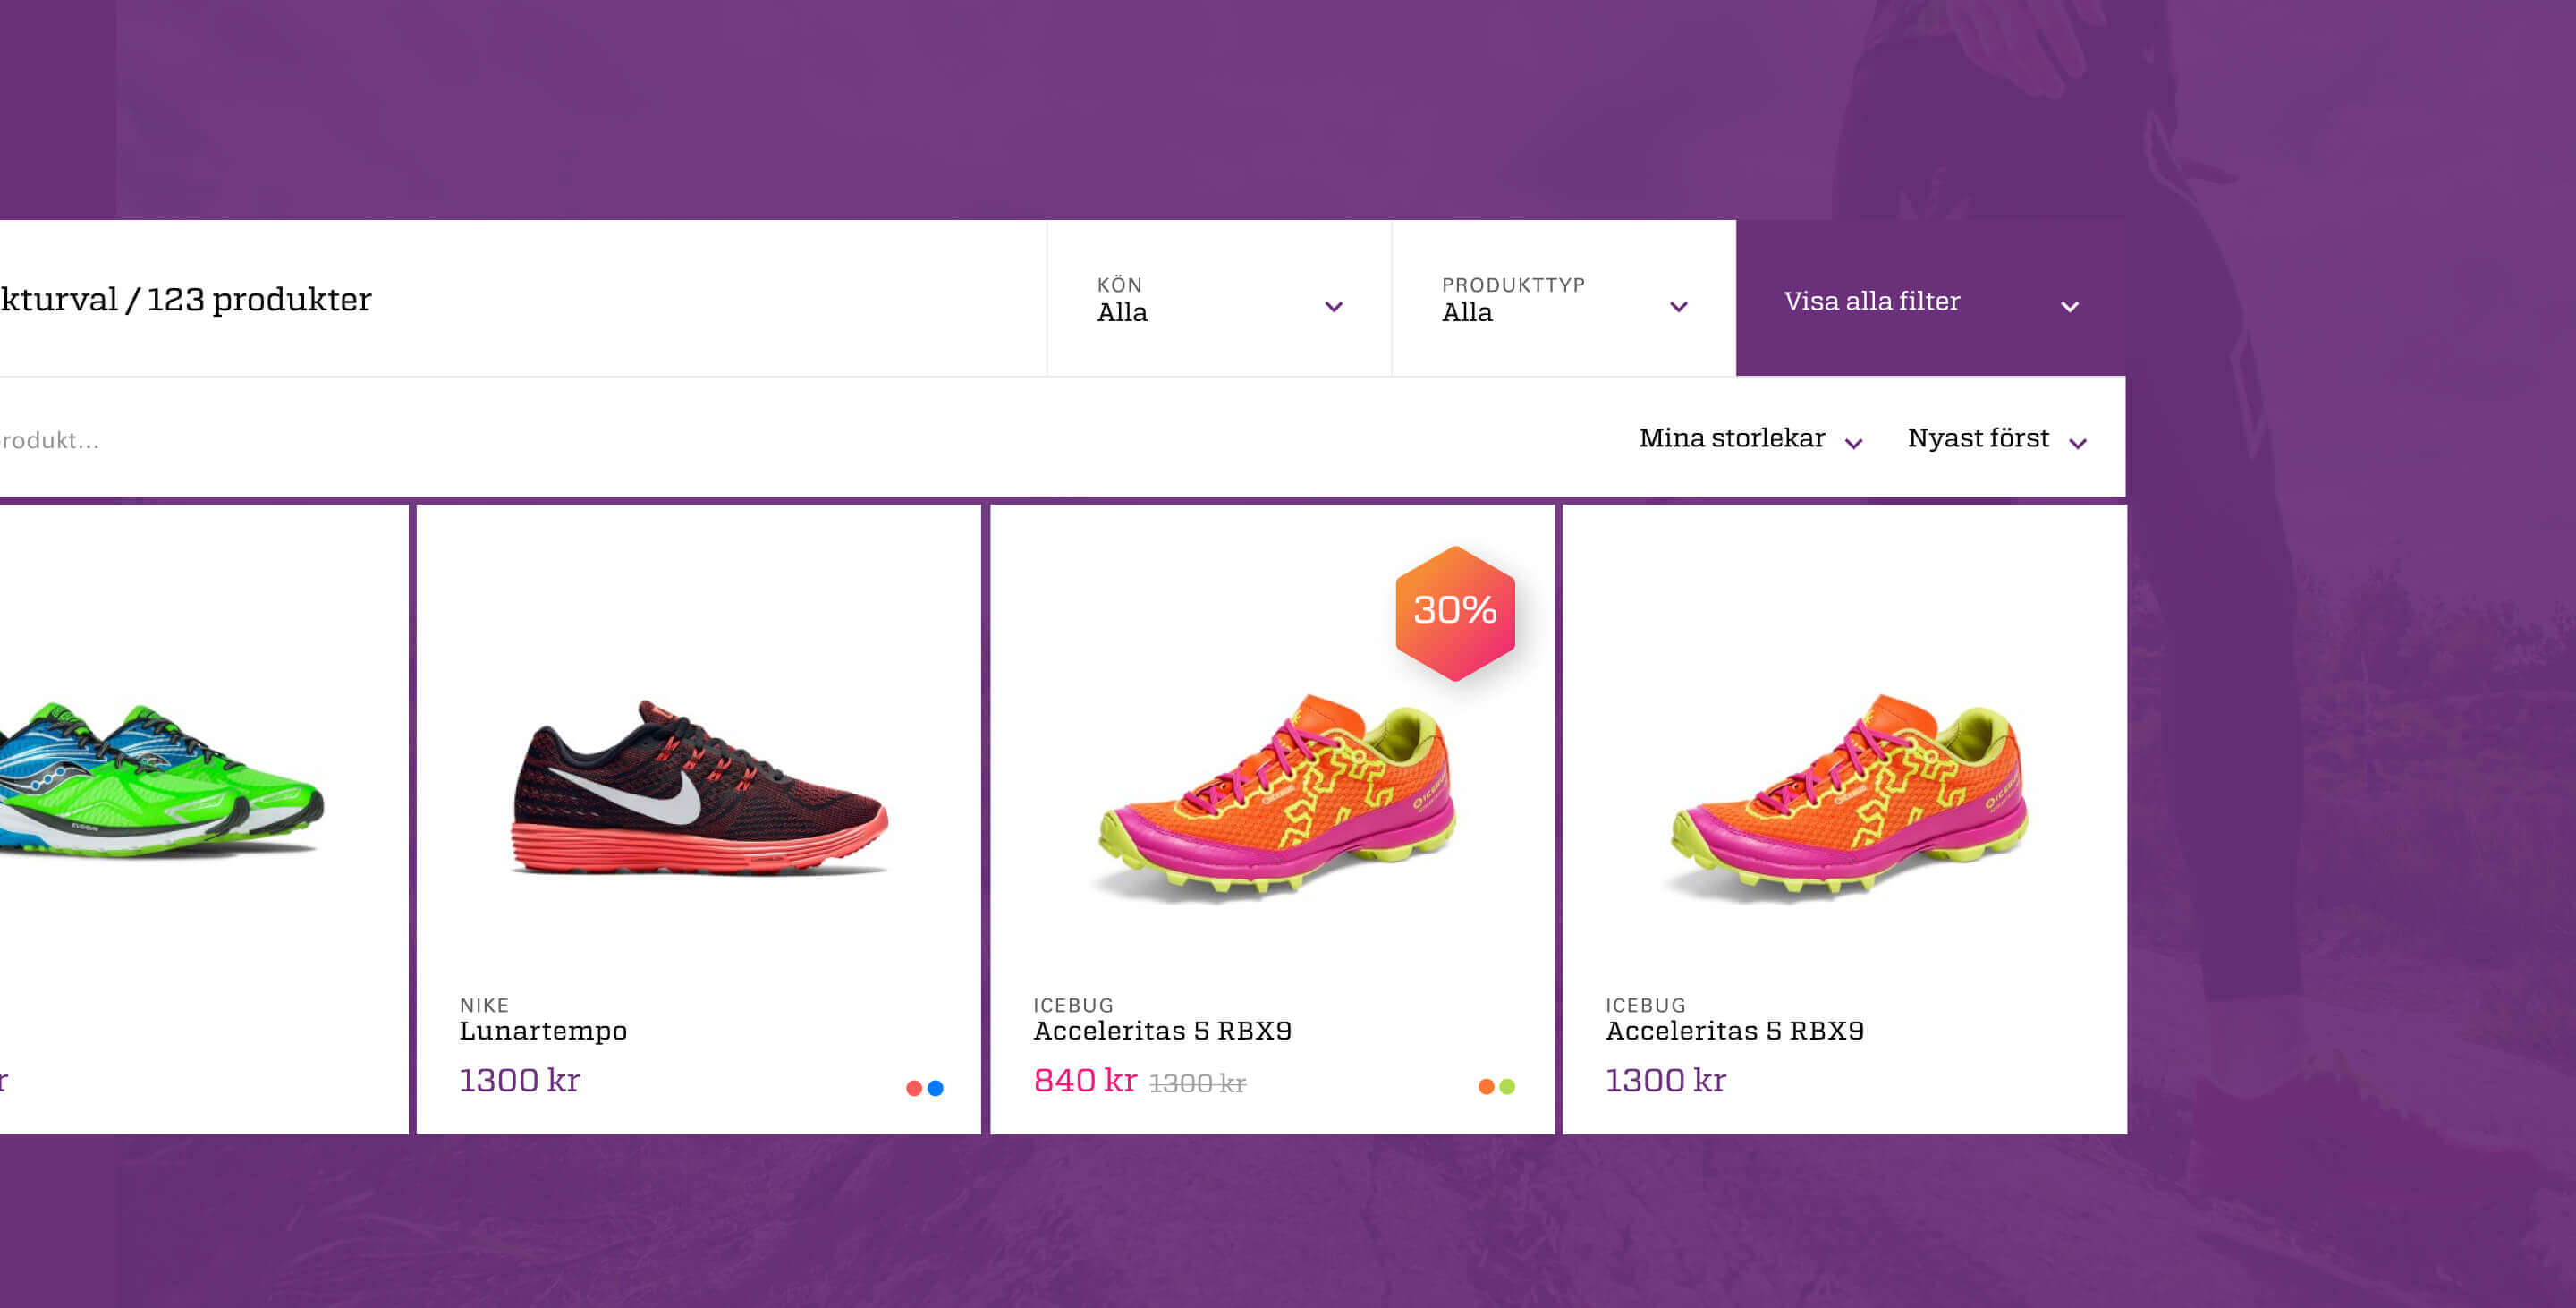 kturval / 123 produkter
KÖN
Alla
PRODUKTTYP
Alla
Visa alla filter
rodukt...
Mina storlekar
Nyast först
30%
NIKE
Lunartempo
1300 kr
ICEBUG
Acceleritas 5 RBX9
840 kr 1300 kr
ICEBUG
Acceleritas 5 RBX9
1300 kr